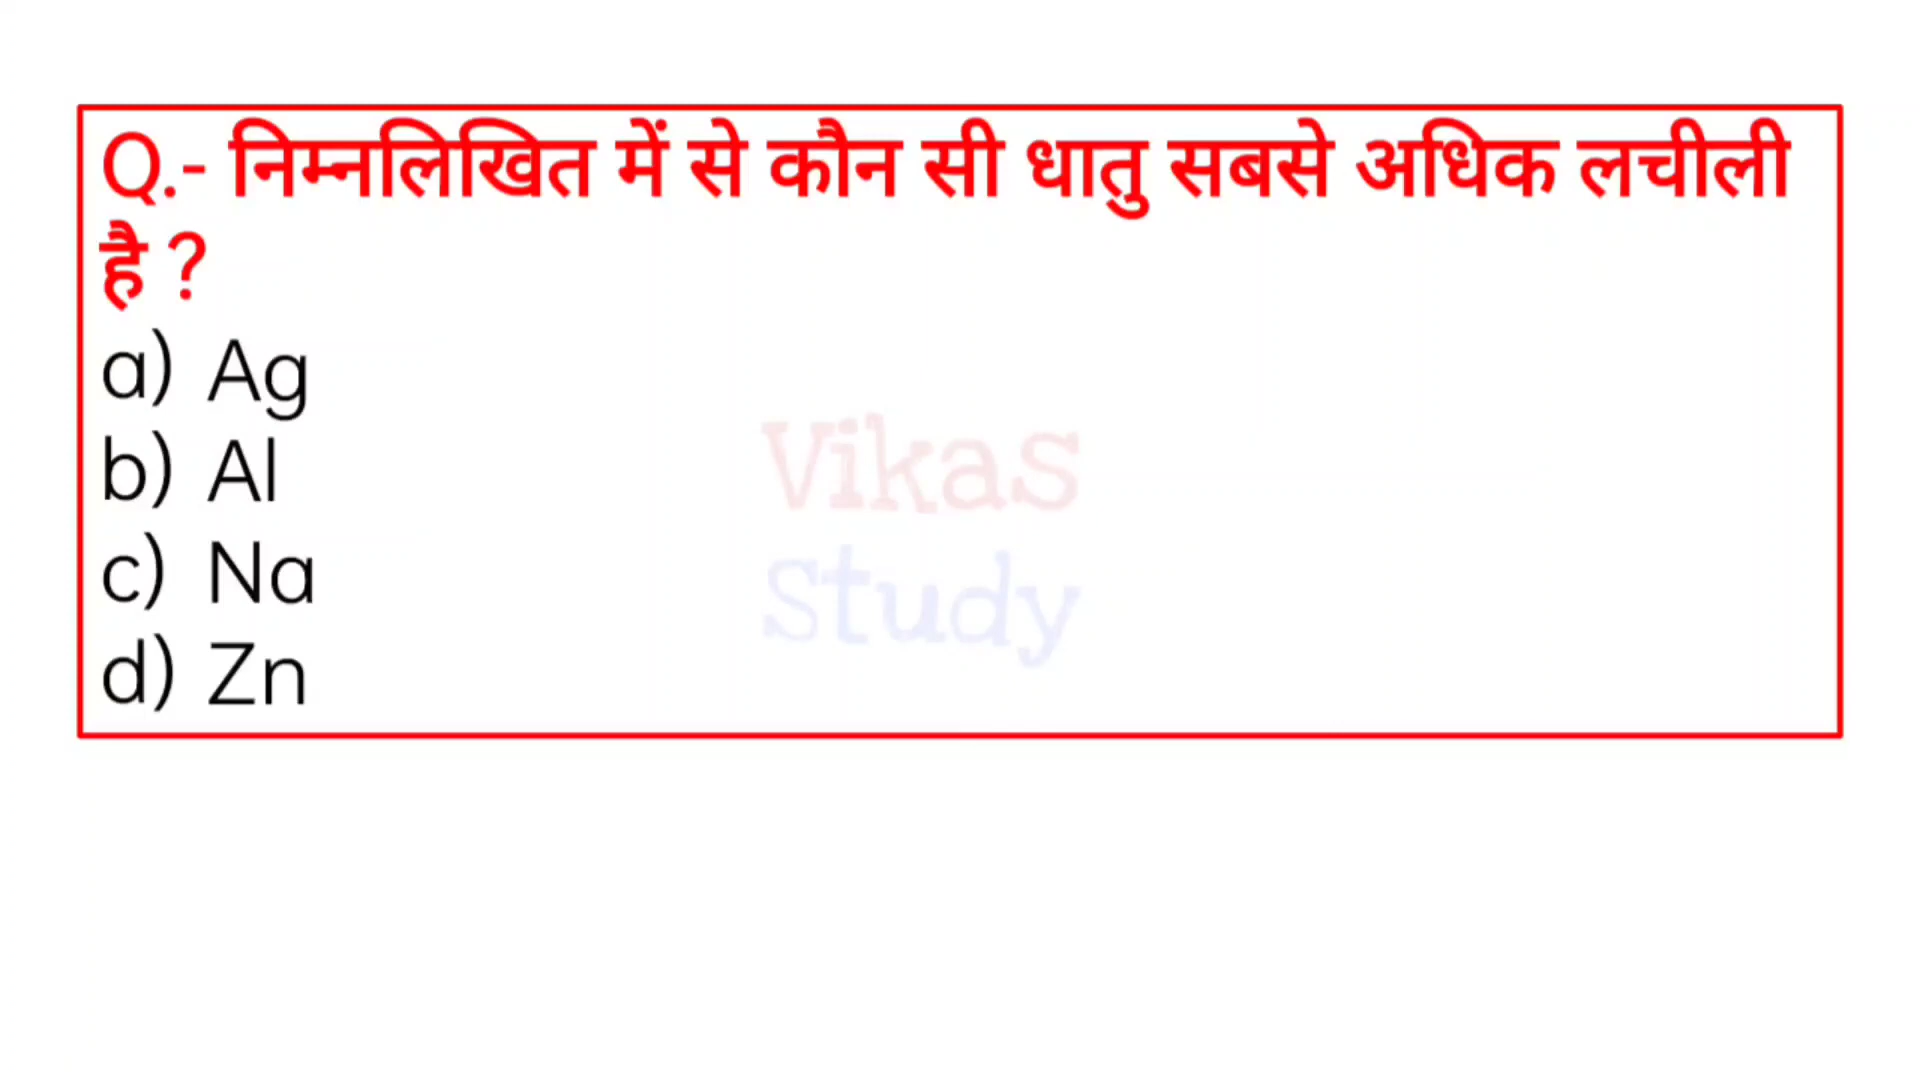 Q.- निम्नलिखित में से कौन सी धातु सबसे अधिक लचीली
है ?
a) Ag
b) Al
c) Na
d) Zn
Vikas
Study